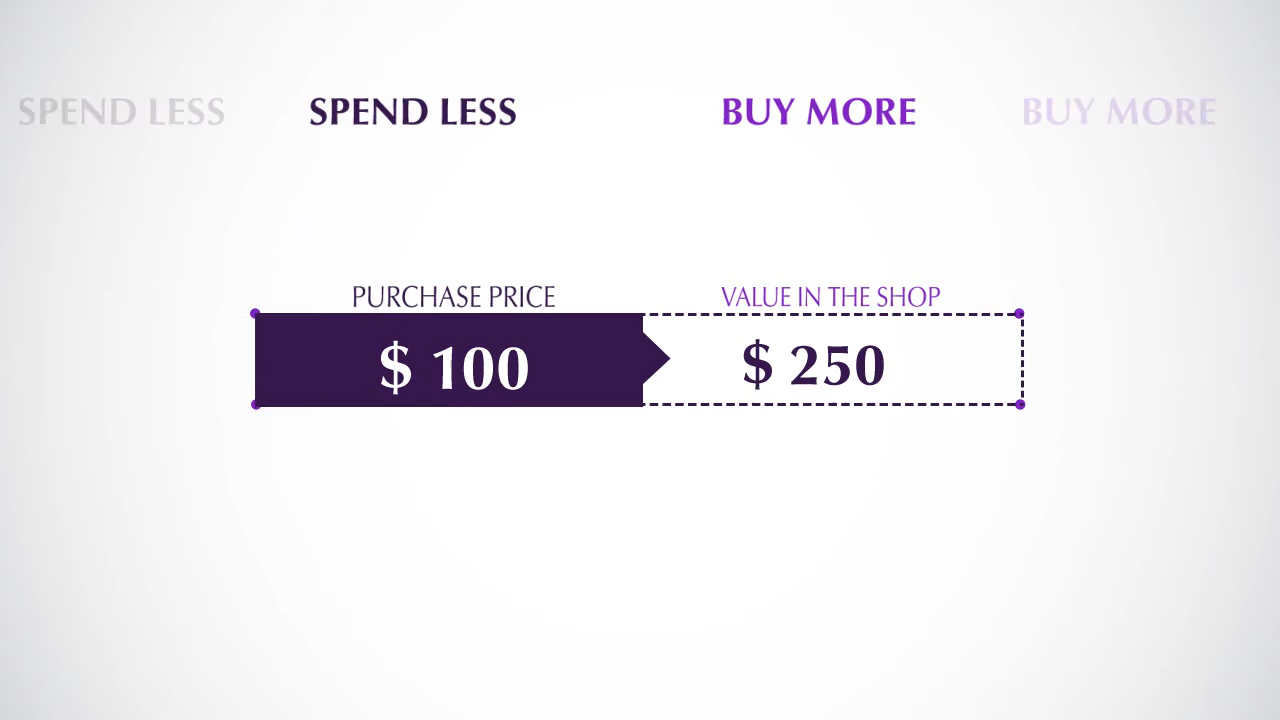 SPEND LESS SPEND LESS BUY MORE BUY MORE
PURCHASE PRICE VALUE IN THE SHOP
$ 100 $ 250